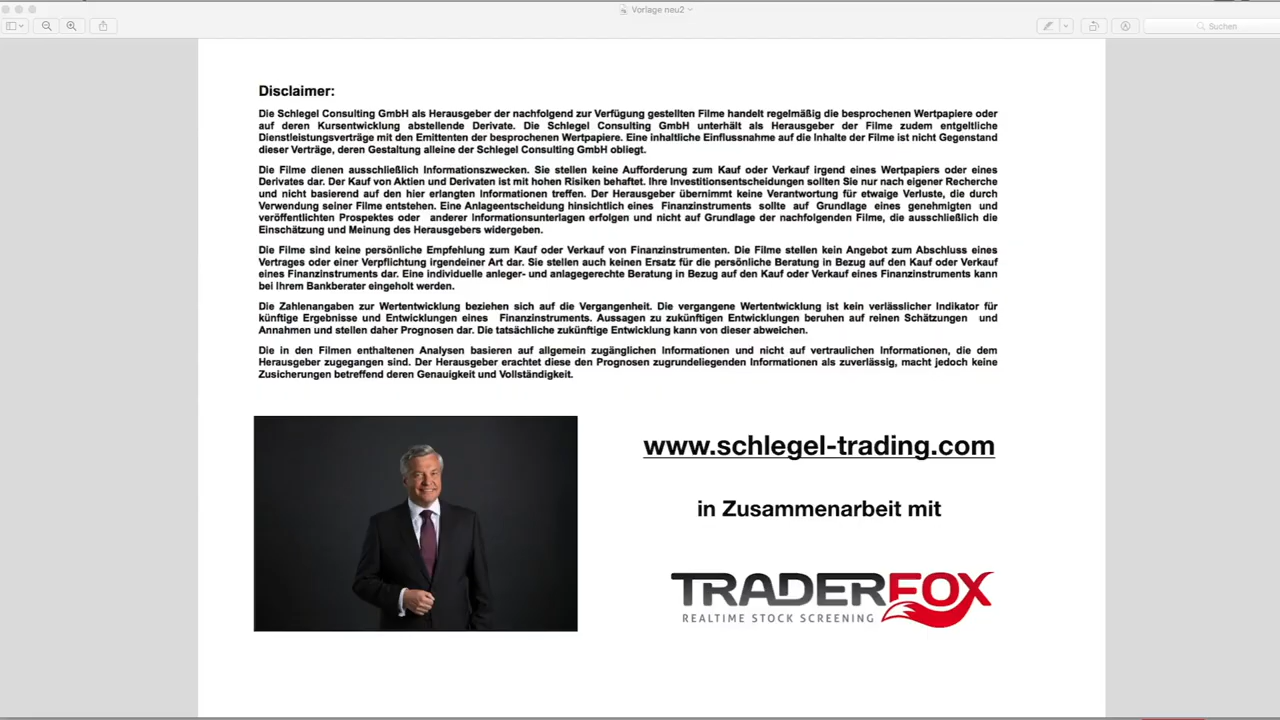 Vorlage neu2
Suchen
Disclaimer:
Die Schlegel Consulting GmbH als Herausgeber der nachfolgend zur Verfügung gestellten Filme handelt regelmäßig die besprochenen Wertpapiere oder
auf deren Kursentwicklung abstellende Derivate. Die Schlegel Consulting GmbH unterhält als Herausgeber der Filme zudem entgeltliche
Dienstleistungsverträge mit den Emittenten der besprochenen Wertpapiere. Eine inhaltliche Einflussnahme auf die Inhalte der Filme ist nicht Gegenstand
dieser Verträge, deren Gestaltung alleine der Schlegel Consulting GmbH obliegt.
Die Filme dienen ausschließlich Informationszwecken. Sie stellen keine Aufforderung zum Kauf oder Verkauf irgend eines Wertpapiers oder eines
Derivates dar. Der Kauf von Aktien und Derivaten ist mit hohen Risiken behaftet. Ihre Investitionsentscheidungen sollten Sie nur nach eigener Recherche
und nicht basierend auf den hier erlangten Informationen treffen. Der Herausgeber übernimmt keine Verantwortung für etwaige Verluste, die durch
Verwendung seiner Filme entstehen. Eine Anlageentscheidung hinsichtlich eines Finanzinstruments sollte auf Grundlage eines genehmigten und
veröffentlichten Prospektes oder anderer Informationsunterlagen erfolgen und nicht auf Grundlage der nachfolgenden Filme, die ausschließlich die
Einschätzung und Meinung des Herausgebers widergeben.
Die Filme sind keine persönliche Empfehlung zum Kauf oder Verkauf von Finanzinstrumenten. Die Filme stellen kein Angebot zum Abschluss eines
Vertrages oder einer Verpflichtung irgendeiner Art dar. Sie stellen auch keinen Ersatz für die persönliche Beratung in Bezug auf den Kauf oder Verkauf
eines Finanzinstruments dar. Eine individuelle anleger- und anlagegerechte Beratung in Bezug auf den Kauf oder Verkauf eines Finanzinstruments kann
bei Ihrem Bankberater eingeholt werden.
Die Zahlenangaben zur Wertentwicklung beziehen sich auf die Vergangenheit. Die vergangene Wertentwicklung ist kein verlässlicher Indikator für
künftige Ergebnisse und Entwicklungen eines Finanzinstruments. Aussagen zu zukünftigen Entwicklungen beruhen auf reinen Schätzungen und
Annahmen und stellen daher Prognosen dar. Die tatsächliche zukünftige Entwicklung kann von dieser abweichen.
Die in den Filmen enthaltenen Analysen basieren auf allgemein zugänglichen Informationen und nicht auf vertraulichen Informationen, die dem
Herausgeber zugegangen sind. Der Herausgeber erachtet diese den Prognosen zugrundeliegenden Informationen als zuverlässig, macht jedoch keine
Zusicherungen betreffend deren Genauigkeit und Vollständigkeit.
www.schlegel-trading.com
in Zusammenarbeit mit
TRADERFOX
REALTIME STOCK SCREENING